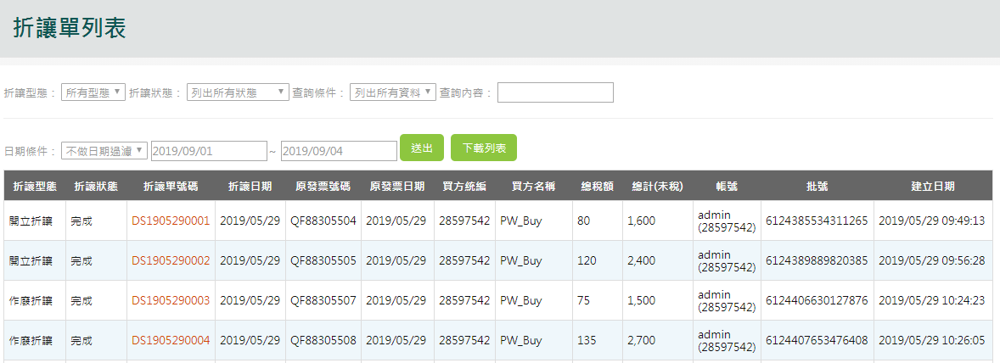 折讓單列表
折讓型態： 所有型態 折讓狀態： 列出所有狀態 查詢條件： 列出所有資料 查詢內容：
日期條件： 不做日期過濾 2019/09/01 ~ 2019/09/04 送出 下載列表
折讓型態 折讓狀態 折讓單號碼 折讓日期 原發票號碼 原發票日期 買方統編 買方名稱 總稅額 總計(未稅) 帳號 批號 建立日期
開立折讓 完成 DS1905290001 2019/05/29 QF88305504 2019/05/29 28597542 PW_Buy 80 1,600 admin (28597542) 6124385534311265 2019/05/29 09:49:13
開立折讓 完成 DS1905290002 2019/05/29 QF88305505 2019/05/29 28597542 PW_Buy 120 2,400 admin (28597542) 6124389889820385 2019/05/29 09:56:28
作廢折讓 完成 DS1905290003 2019/05/29 QF88305507 2019/05/29 28597542 PW_Buy 75 1,500 admin (28597542) 6124406630127876 2019/05/29 10:24:23
作廢折讓 完成 DS1905290004 2019/05/29 QF88305508 2019/05/29 28597542 PW_Buy 135 2,700 admin (28597542) 6124407653476408 2019/05/29 10:26:05